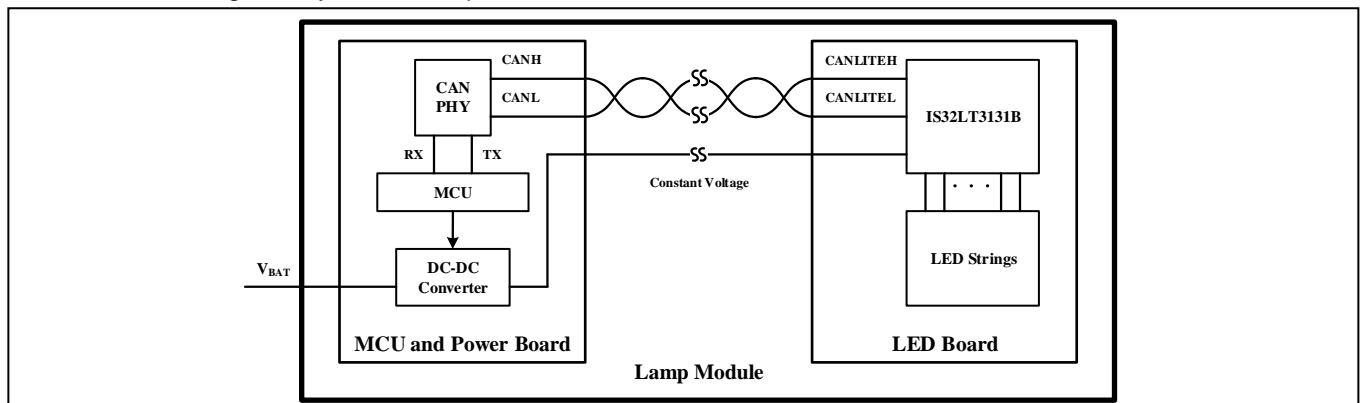 CANH
CANLITEH
CAN
PHY
CANL
CANLITEL
IS32LT3131B
RX
TX
MCU
Constant Voltage
V_BAT
DC-DC
Converter
LED Strings
MCU and Power Board
LED Board
Lamp Module